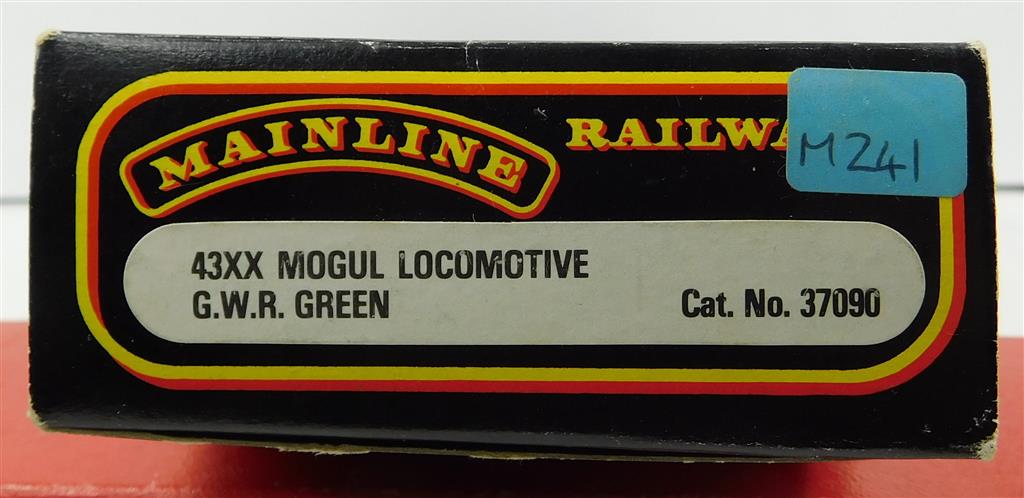 MAINLINE RAILWA
M241
43XX MOGUL LOCOMOTIVE
G.W.R. GREEN Cat. No. 37090